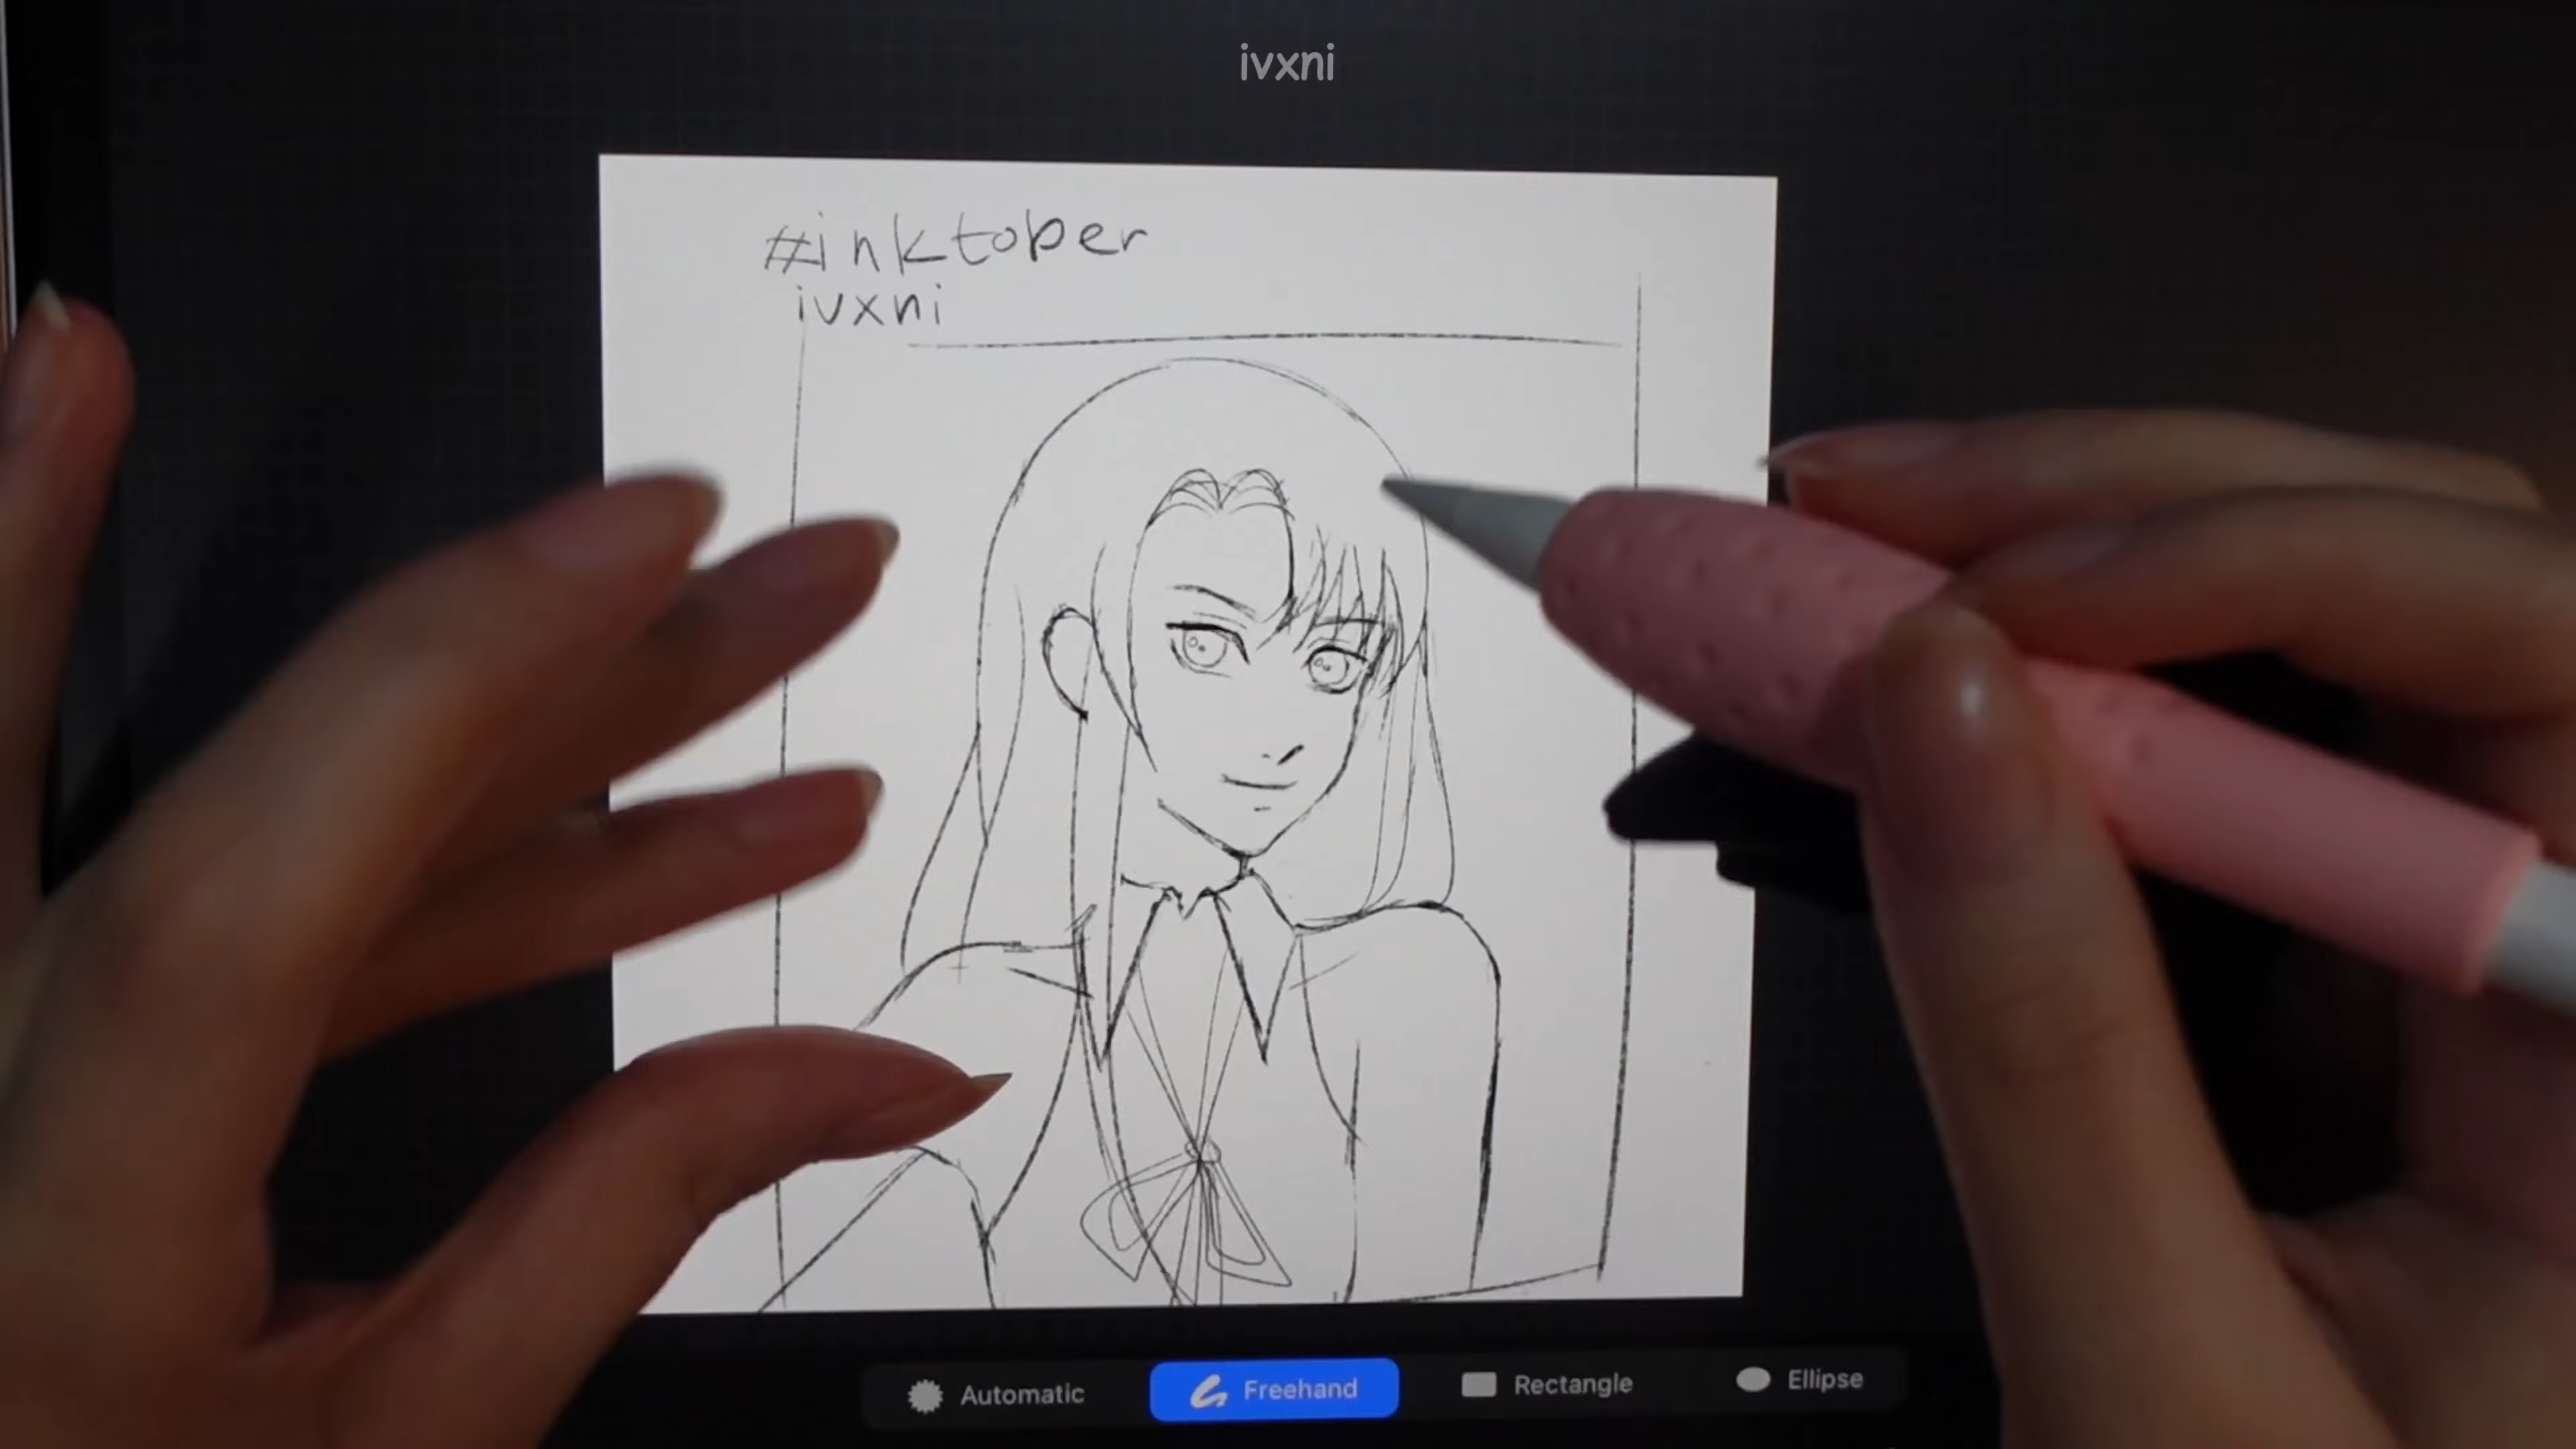 ivxni
#inktober
ivxni
Automatic
Freehand
Rectangle
Ellipse